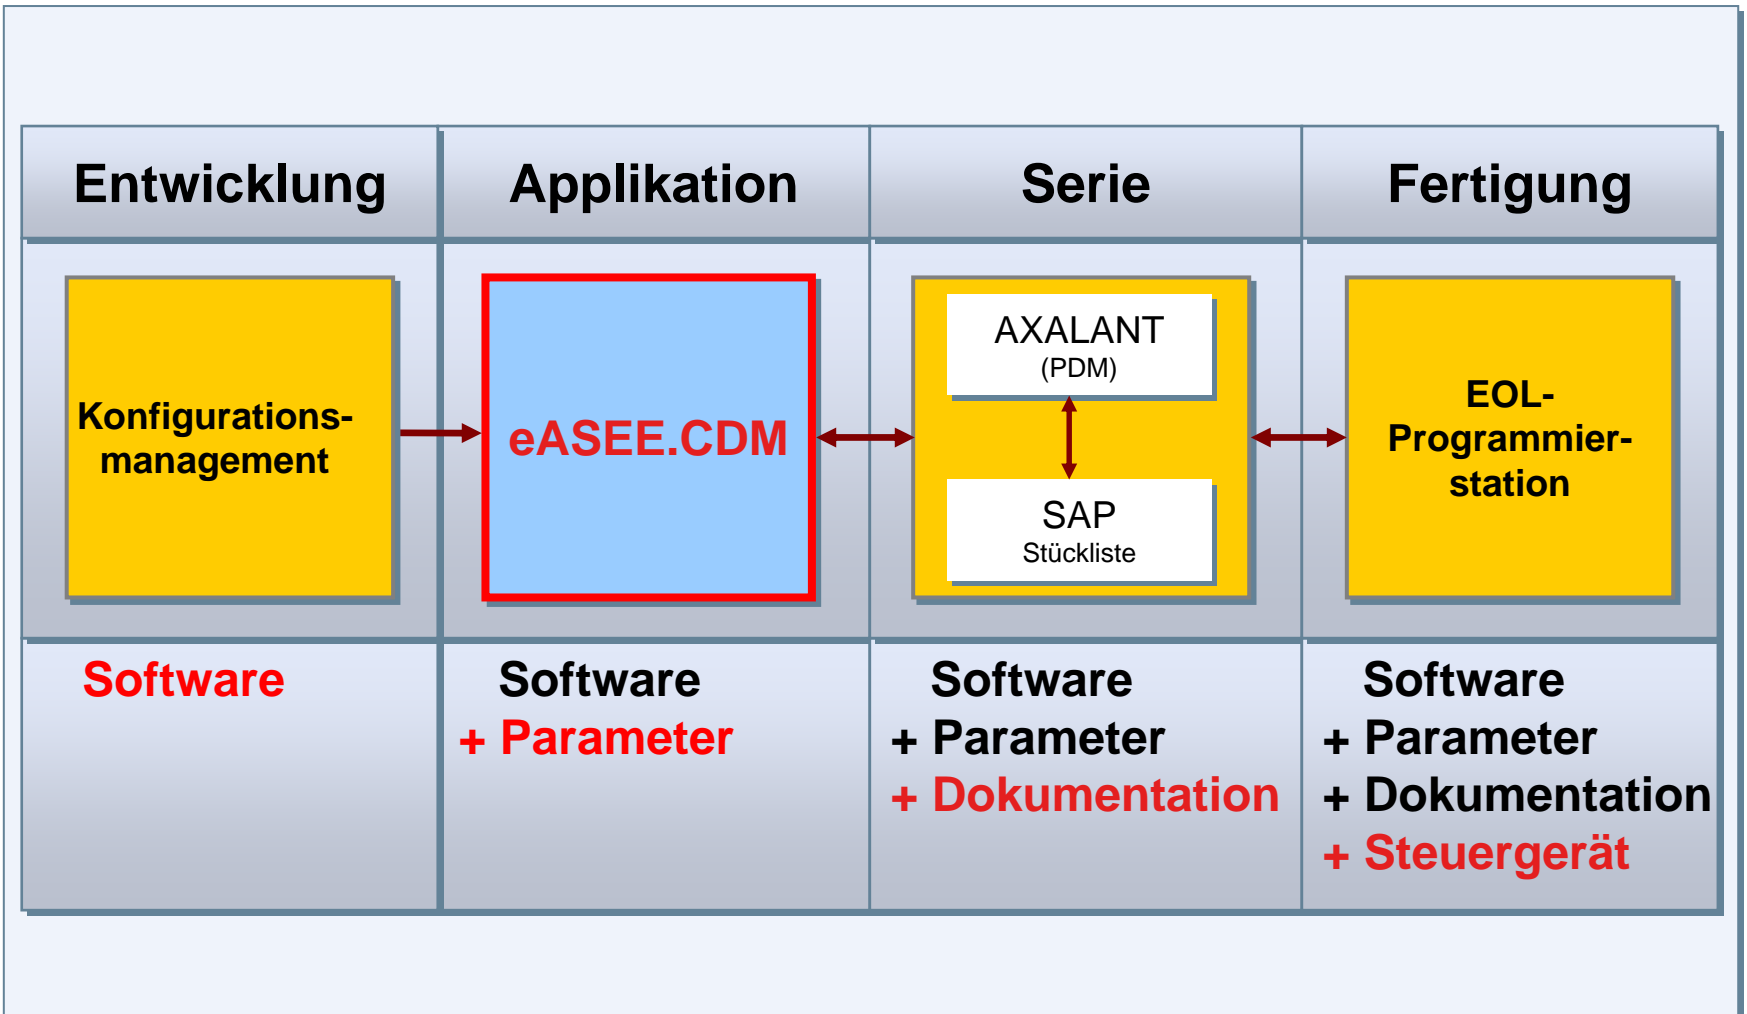 Entwicklung
Applikation
Serie
Fertigung
Konfigurations-
management
eASEE.CDM
AXALANT
(PDM)
SAP
Stückliste
EOL-
Programmier-
station
Software
Software
+ Parameter
Software
+ Parameter
+ Dokumentation
Software
+ Parameter
+ Dokumentation
+ Steuergerät